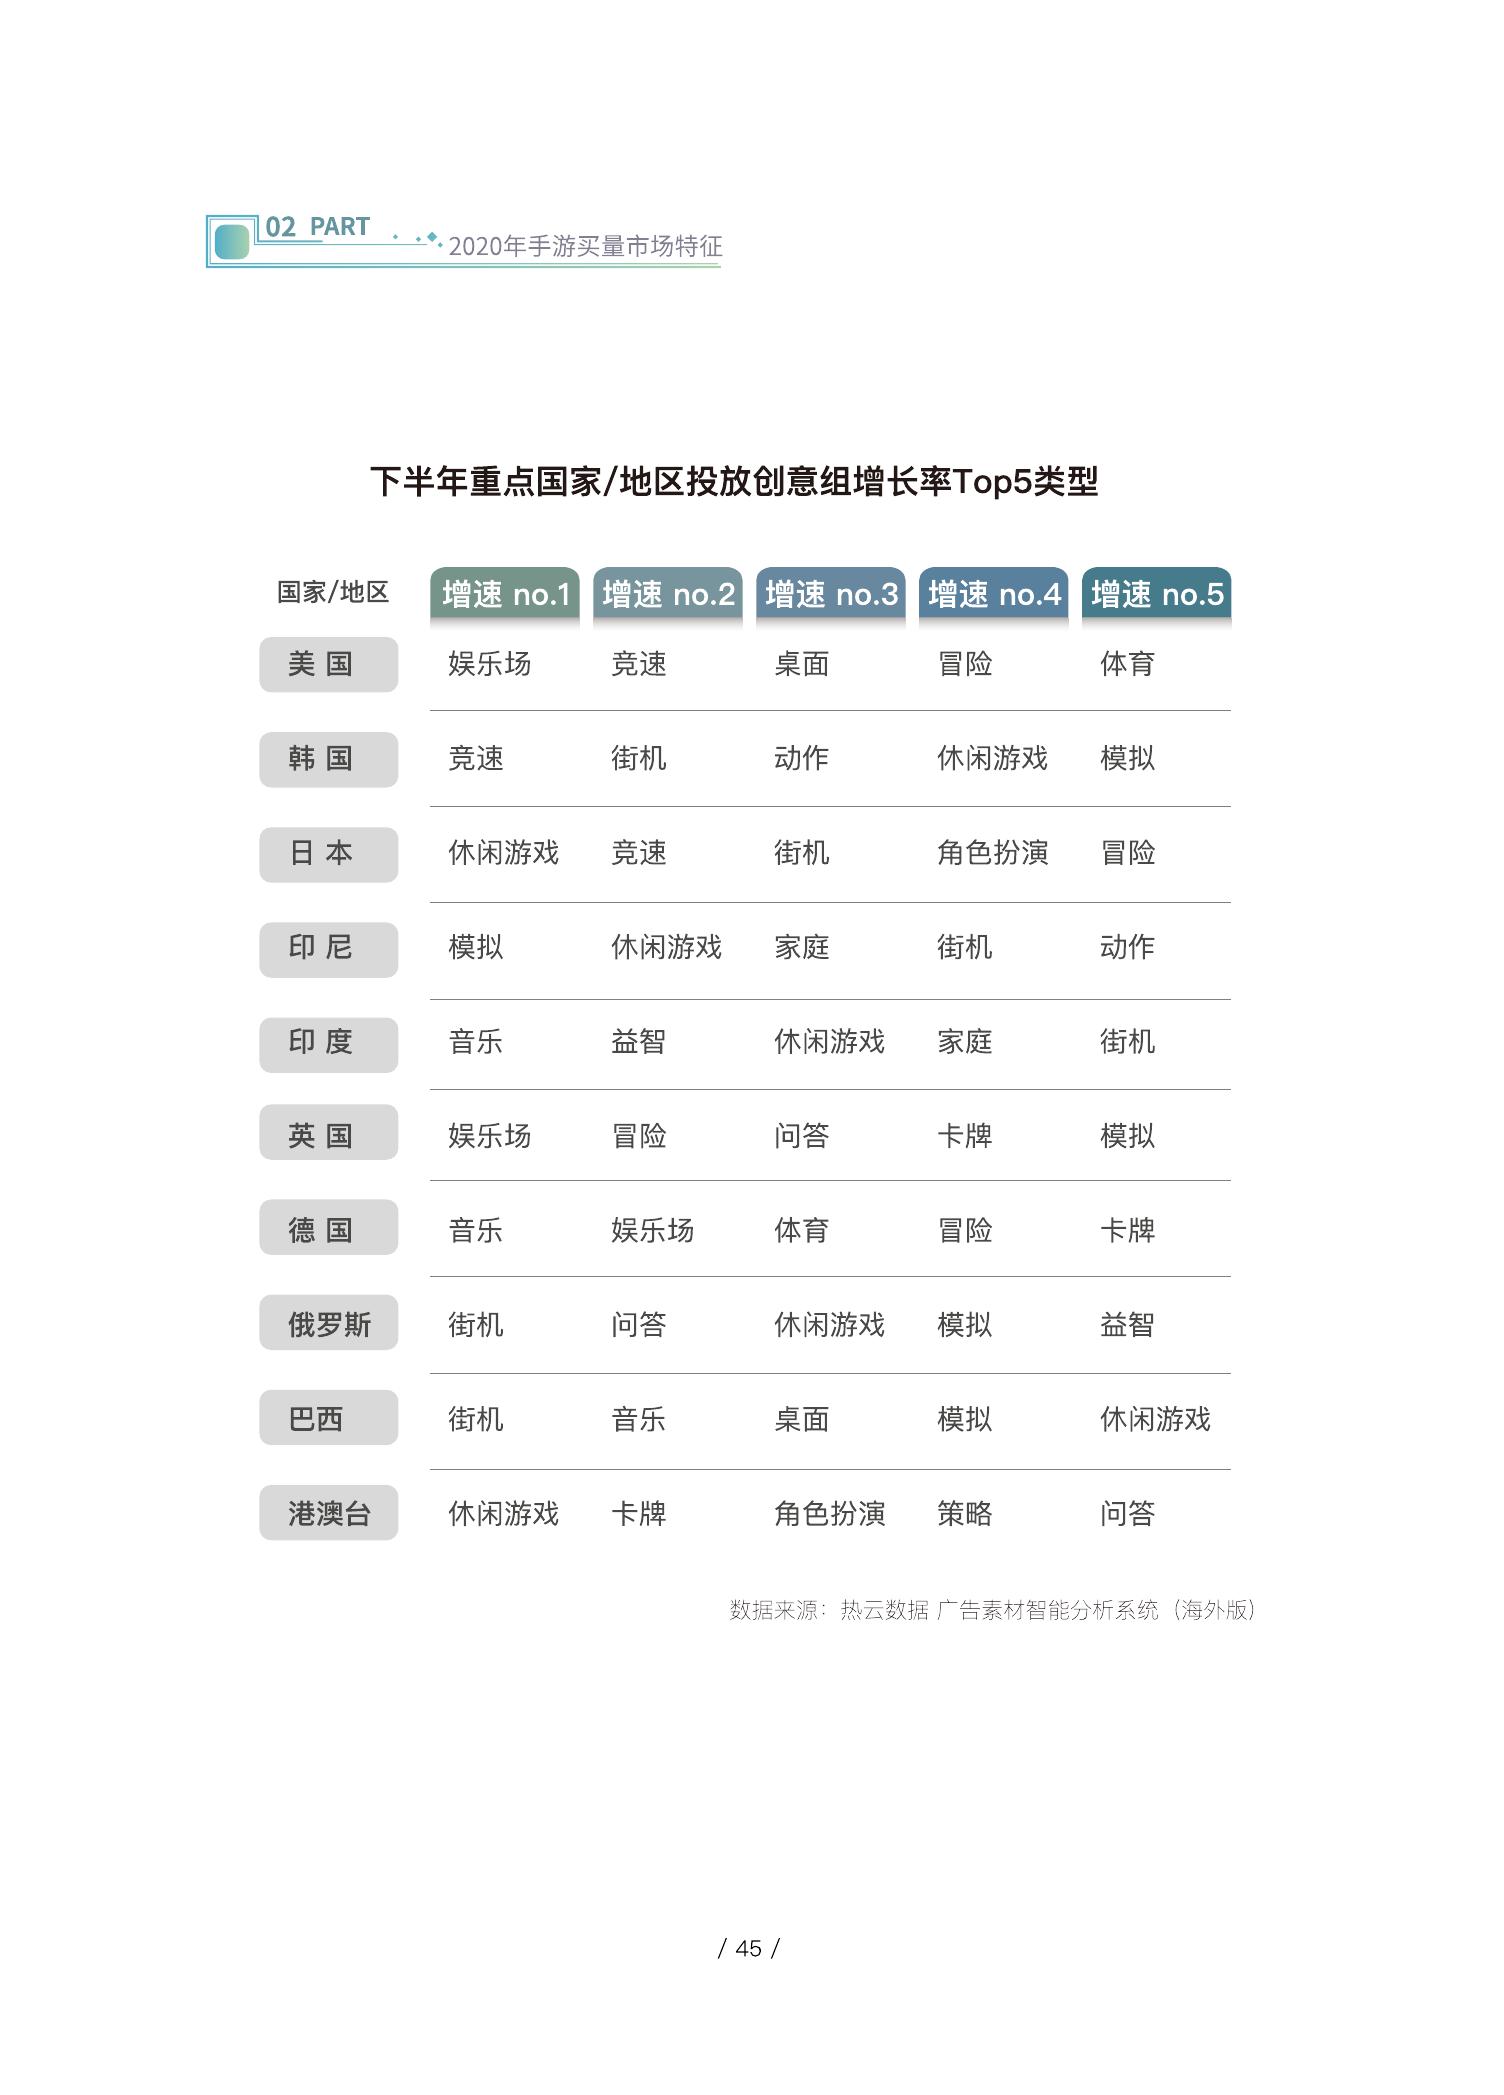 02 PART
2020年手游买量市场特征
下半年重点国家/地区投放创意组增长率Top5类型
国家/地区 增速 no.1 增速 no.2 增速 no.3 增速 no.4 增速 no.5
美国 娱乐场 竞速 桌面 冒险 体育
韩国 竞速 街机 动作 休闲游戏 模拟
日本 休闲游戏 竞速 街机 角色扮演 冒险
印尼 模拟 休闲游戏 家庭 街机 动作
印度 音乐 益智 休闲游戏 家庭 街机
英国 娱乐场 冒险 问答 卡牌 模拟
德国 音乐 娱乐场 体育 冒险 卡牌
俄罗斯 街机 问答 休闲游戏 模拟 益智
巴西 街机 音乐 桌面 模拟 休闲游戏
港澳台 休闲游戏 卡牌 角色扮演 策略 问答
数据来源：热云数据 广告素材智能分析系统（海外版）
/ 45 /